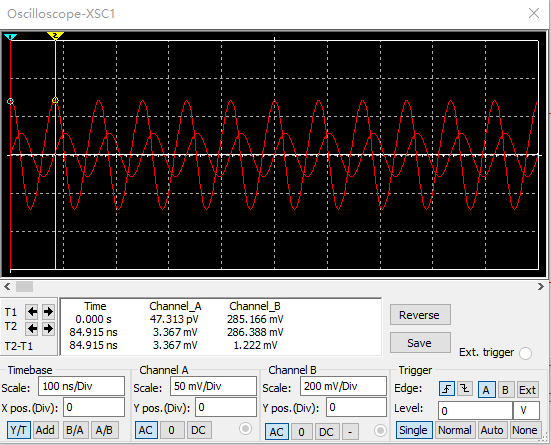 Oscilloscope-XSC1
1 2
Time Channel_A Channel_B
T1 0.000 s 47.313 pV 285.166 mV
T2 84.915 ns 3.367 mV 286.388 mV
T2-T1 84.915 ns 3.367 mV 1.222 mV
Reverse
Save
Ext. trigger
Timebase
Scale: 100 ns/Div
X pos.(Div): 0
Y/T Add B/A A/B
Channel A
Scale: 50 mV/Div
Y pos.(Div): 0
AC 0 DC
Channel B
Scale: 200 mV/Div
Y pos.(Div): 0
AC 0 DC -
Trigger
Edge: A B Ext
Level: 0 V
Single Normal Auto None